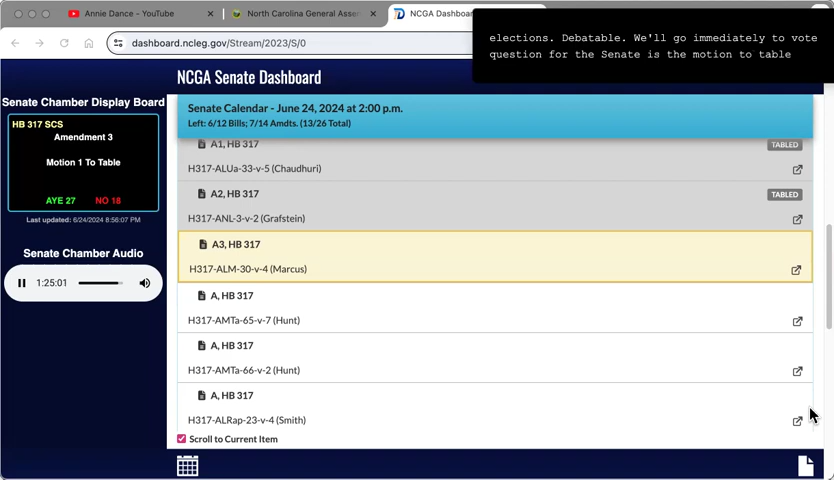 Annie Dance - YouTube
North Carolina General Assem
NCGA Dashboa
dashboard.ncleg.gov/Stream/2023/S/0
elections. Debatable. We'll go immediately to vote
question for the Senate is the motion to table
NCGA Senate Dashboard
Senate Chamber Display Board
HB 317 SCS
Amendment 3
Motion 1 To Table
AYE 27 NO 18
Last updated: 6/24/2024 8:56:07 PM
Senate Chamber Audio
1:25:01
Senate Calendar - June 24, 2024 at 2:00 p.m.
Left: 6/12 Bills; 7/14 Amdts. (13/26 Total)
A1, HB 317 TABLED
H317-ALUa-33-v-5 (Chaudhuri)
A2, HB 317 TABLED
H317-ANL-3-v-2 (Grafstein)
A3, HB 317
H317-ALM-30-v-4 (Marcus)
A, HB 317
H317-AMTa-65-v-7 (Hunt)
A, HB 317
H317-AMTa-66-v-2 (Hunt)
A, HB 317
H317-ALRap-23-v-4 (Smith)
Scroll to Current Item